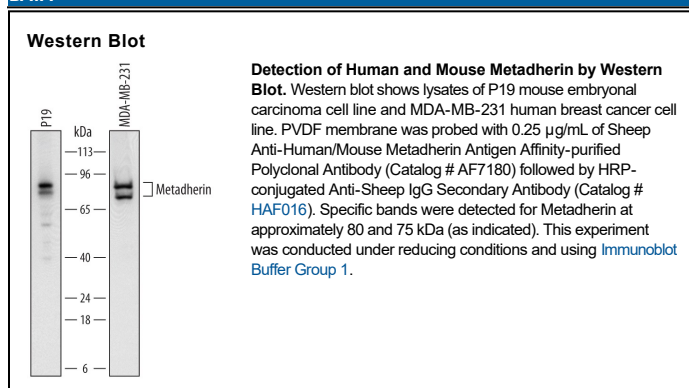 Western Blot
P19
MDA-MB-231
kDa
113
96
65
40
24
18
6
Metadherin
Detection of Human and Mouse Metadherin by Western
Blot. Western blot shows lysates of P19 mouse embryonal
carcinoma cell line and MDA-MB-231 human breast cancer cell
line. PVDF membrane was probed with 0.25 µg/mL of Sheep
Anti-Human/Mouse Metadherin Antigen Affinity-purified
Polyclonal Antibody (Catalog # AF7180) followed by HRP-
conjugated Anti-Sheep IgG Secondary Antibody (Catalog #
HAF016). Specific bands were detected for Metadherin at
approximately 80 and 75 kDa (as indicated). This experiment
was conducted under reducing conditions and using Immunoblot
Buffer Group 1.